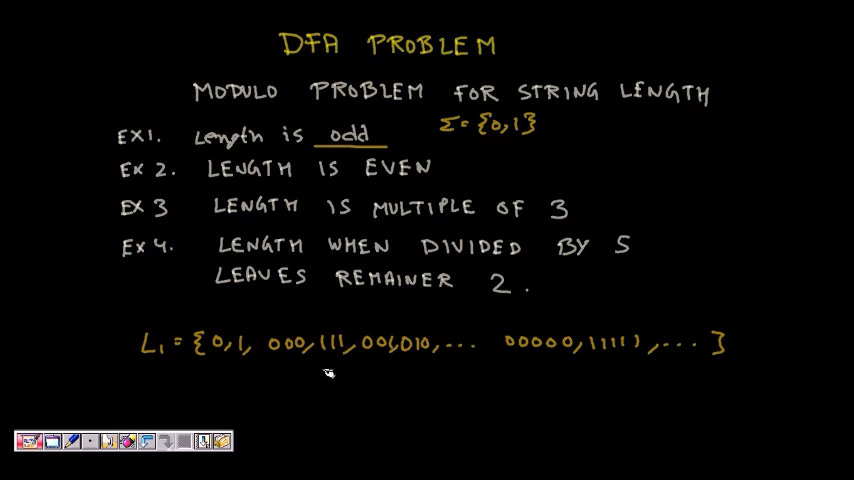 DFA PROBLEM
MODULO PROBLEM FOR STRING LENGTH
EX1. Length is odd Σ={0,1}
EX 2. LENGTH IS EVEN
EX 3 LENGTH IS MULTIPLE OF 3
EX 4. LENGTH WHEN DIVIDED BY 5
LEAVES REMAINER 2.
L₁ = {0,1, 000,111,001,010,... 00000,11111,...}